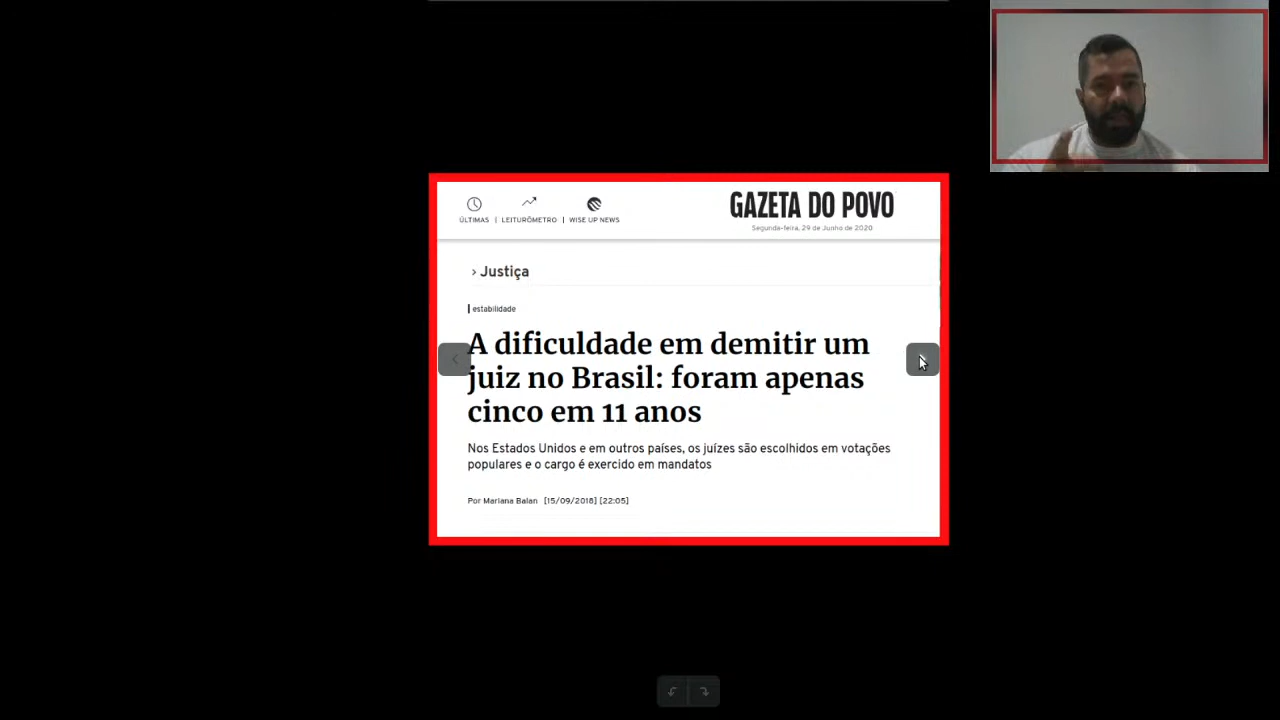 ÚLTIMAS | LEITURÔMETRO | WISE UP NEWS
GAZETA DO POVO
Segunda-feira, 29 de Junho de 2020
› Justiça
estabilidade
A dificuldade em demitir um
juiz no Brasil: foram apenas
cinco em 11 anos
Nos Estados Unidos e em outros países, os juízes são escolhidos em votações
populares e o cargo é exercido em mandatos
Por Mariana Balan [15/09/2018] [22:05]